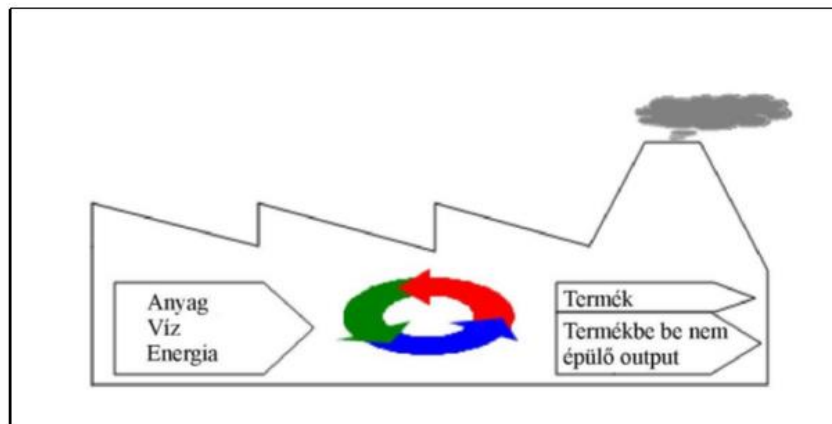 Anyag
Víz
Energia
Termék
Termékbe be nem
épülő output